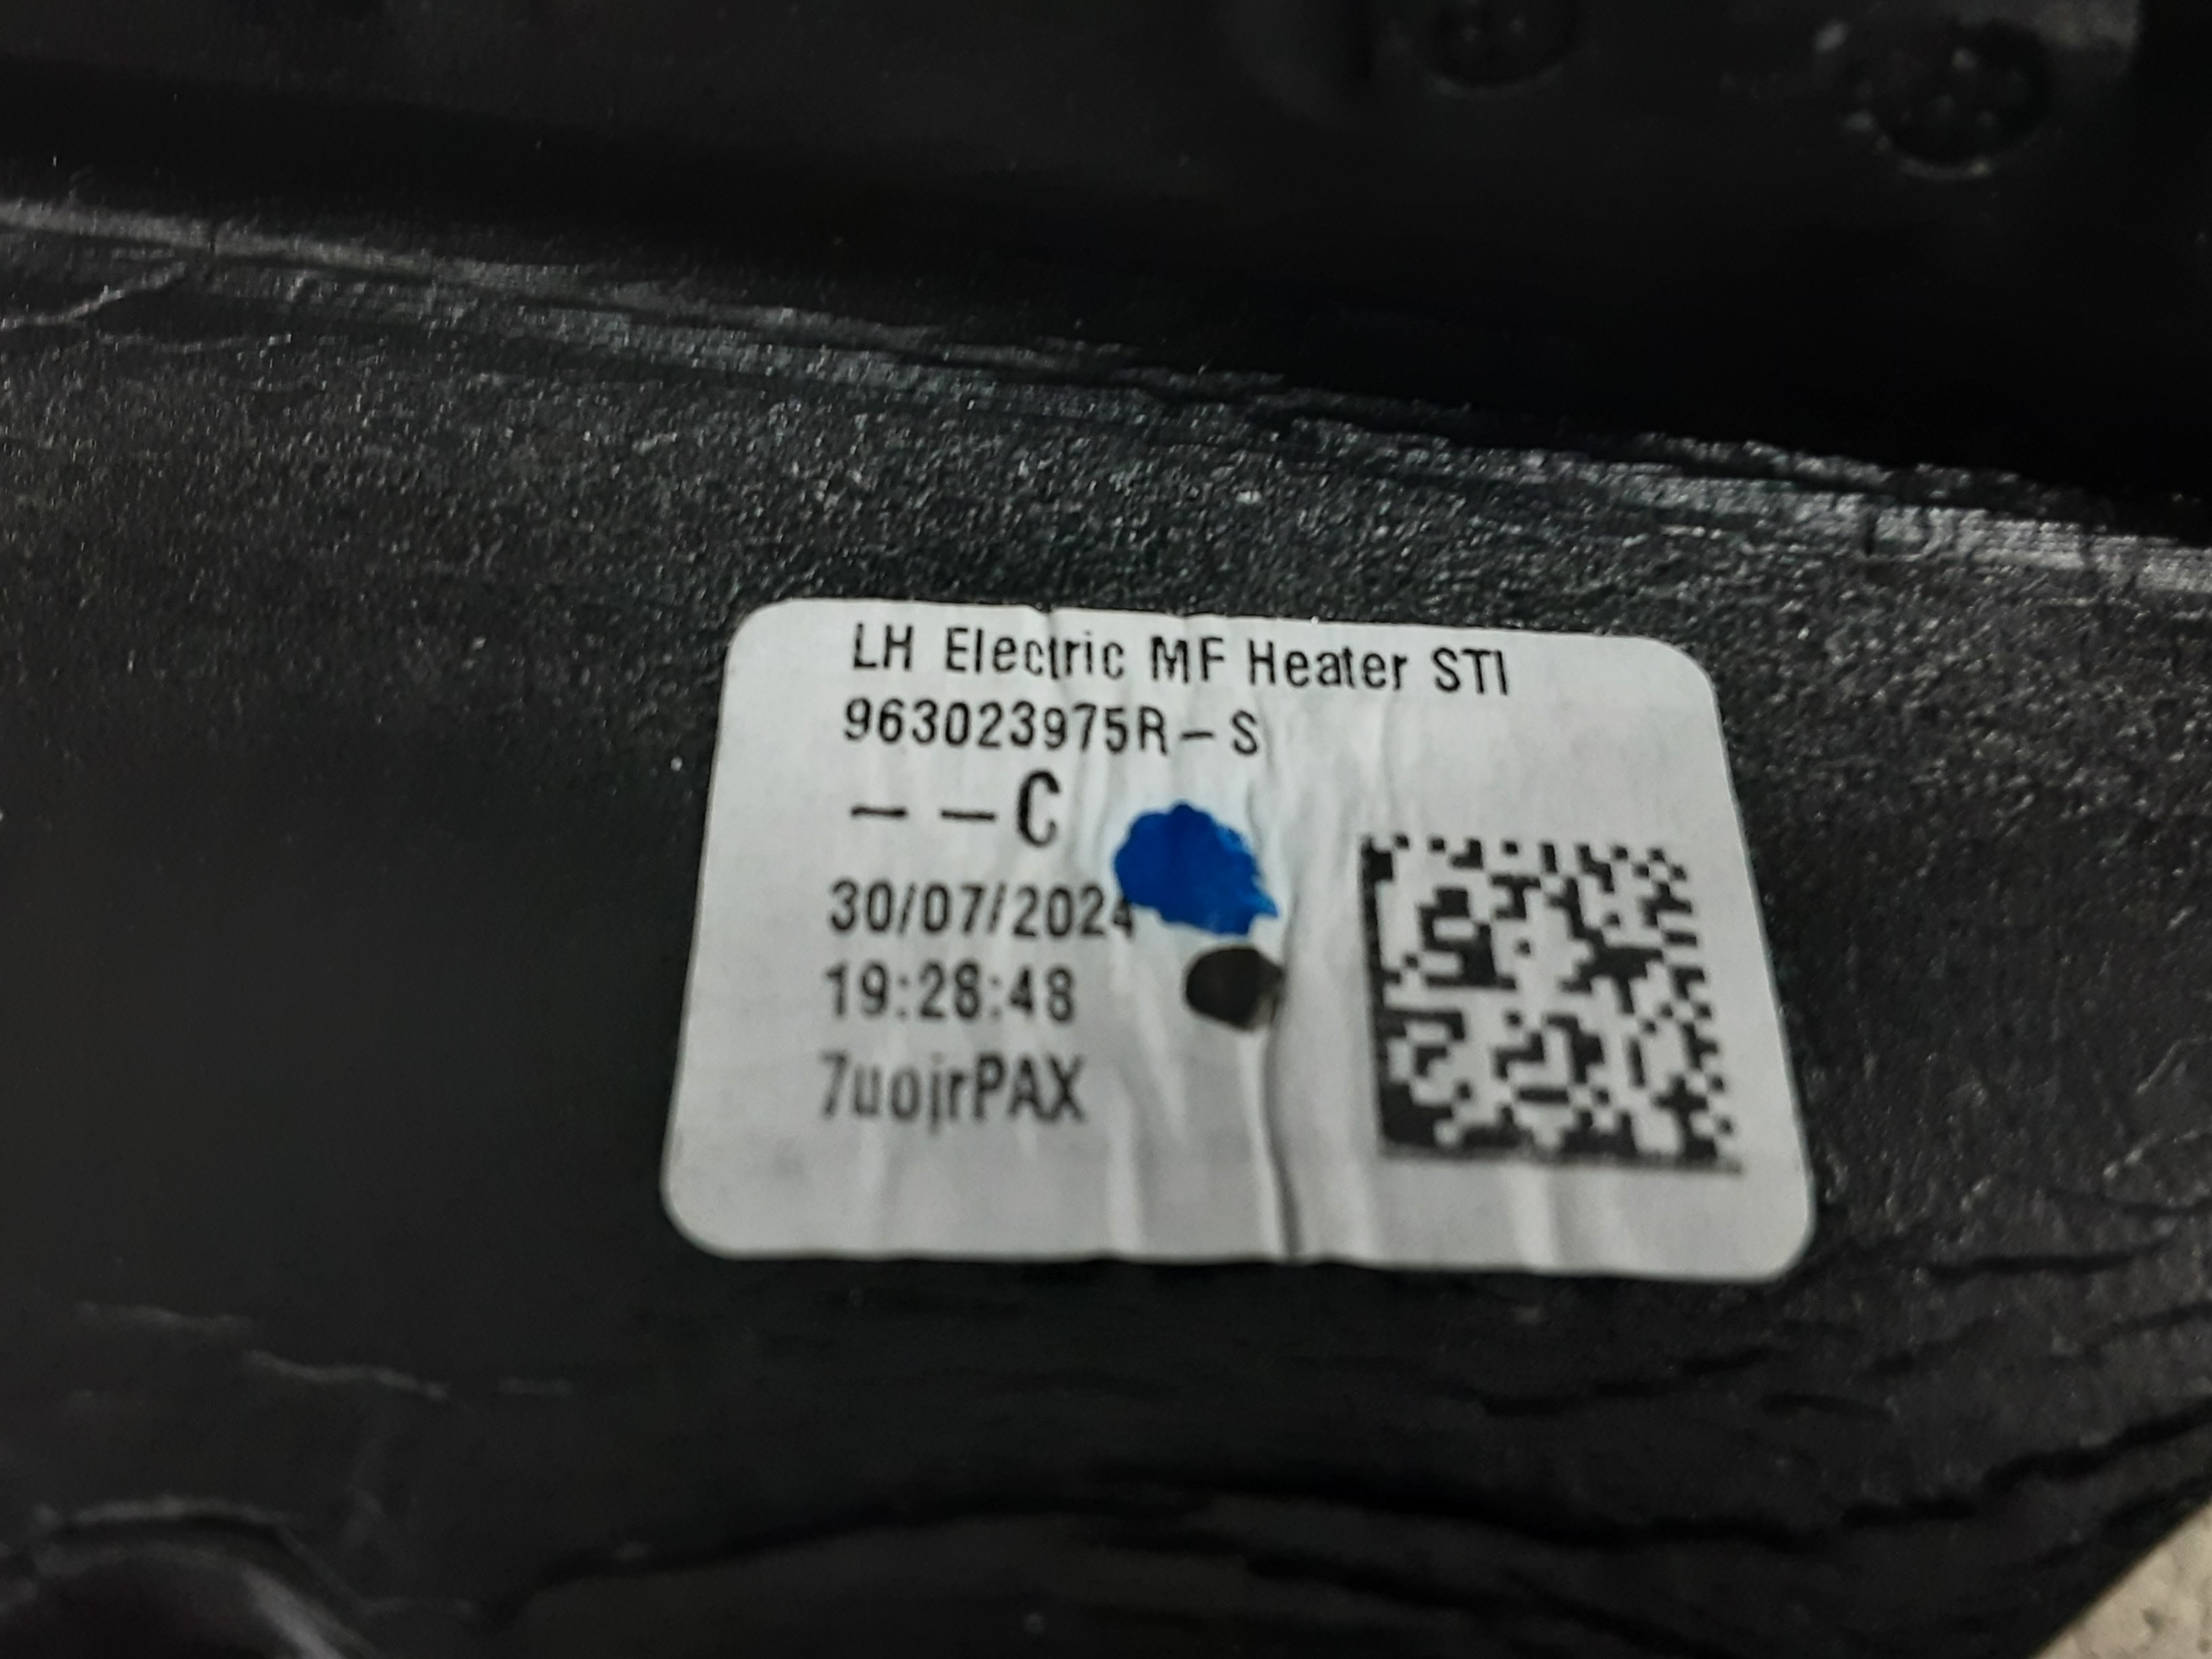 LH Electric MF Heater STI
963023975R-S
--C
30/07/2024
19:28:48
7uojrPAX